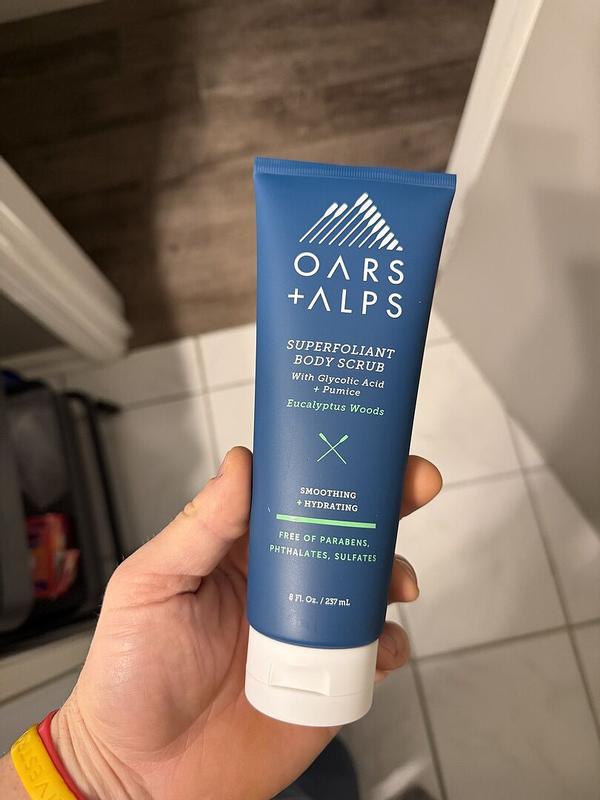 OARS
+ALPS
SUPERFOLIANT
BODY SCRUB
With Glycolic Acid
+ Pumice
Eucalyptus Woods
SMOOTHING
+ HYDRATING
FREE OF PARABENS,
PHTHALATES, SULFATES
8 Fl. Oz. / 237 mL